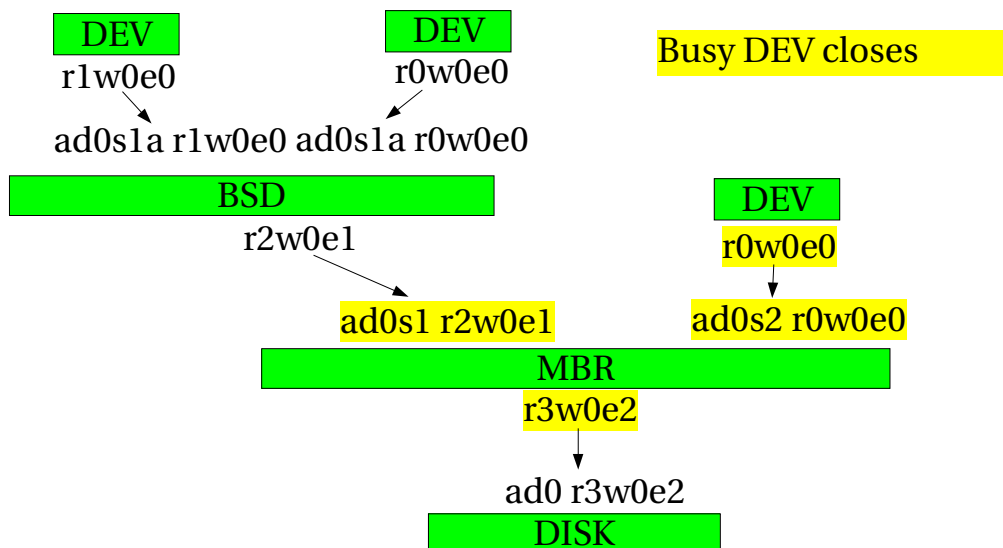 DEV
DEV
Busy DEV closes
r1w0e0
r0w0e0
ad0s1a r1w0e0
ad0s1a r0w0e0
BSD
DEV
r2w0e1
r0w0e0
ad0s1 r2w0e1
ad0s2 r0w0e0
MBR
r3w0e2
ad0 r3w0e2
DISK